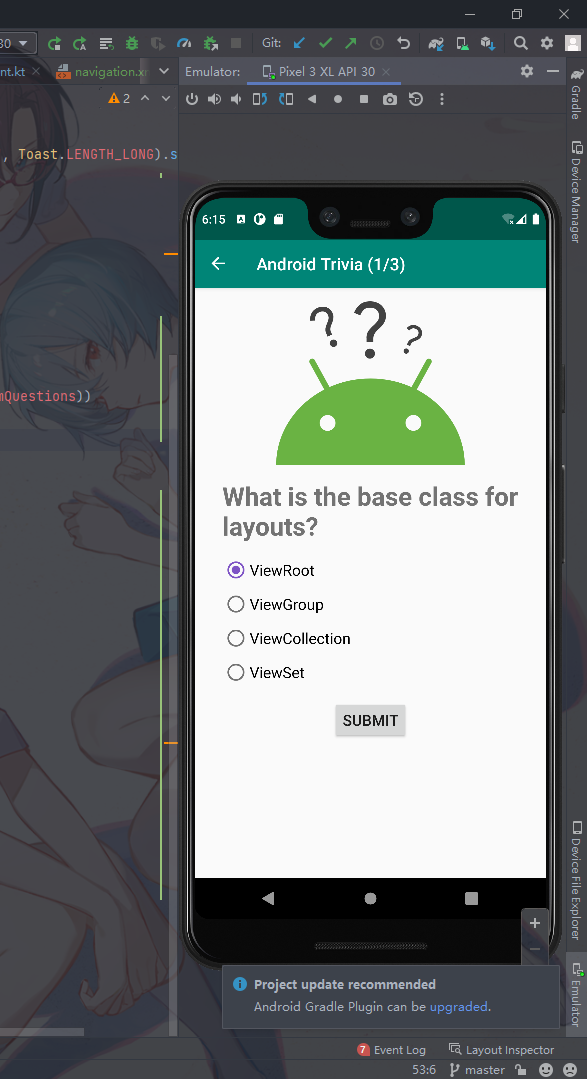 30
Git:
nt.kt
navigation.x
Emulator:
Pixel 3 XL API 30
2
, Toast.LENGTH_LONG).s
mQuestions))
6:15
Android Trivia (1/3)
? ? ?
What is the base class for
layouts?
ViewRoot
ViewGroup
ViewCollection
ViewSet
SUBMIT
+
−
Project update recommended
Android Gradle Plugin can be upgraded.
Gradle
Device Manager
Device File Explorer
Emulator
7 Event Log
Layout Inspector
53:6
master